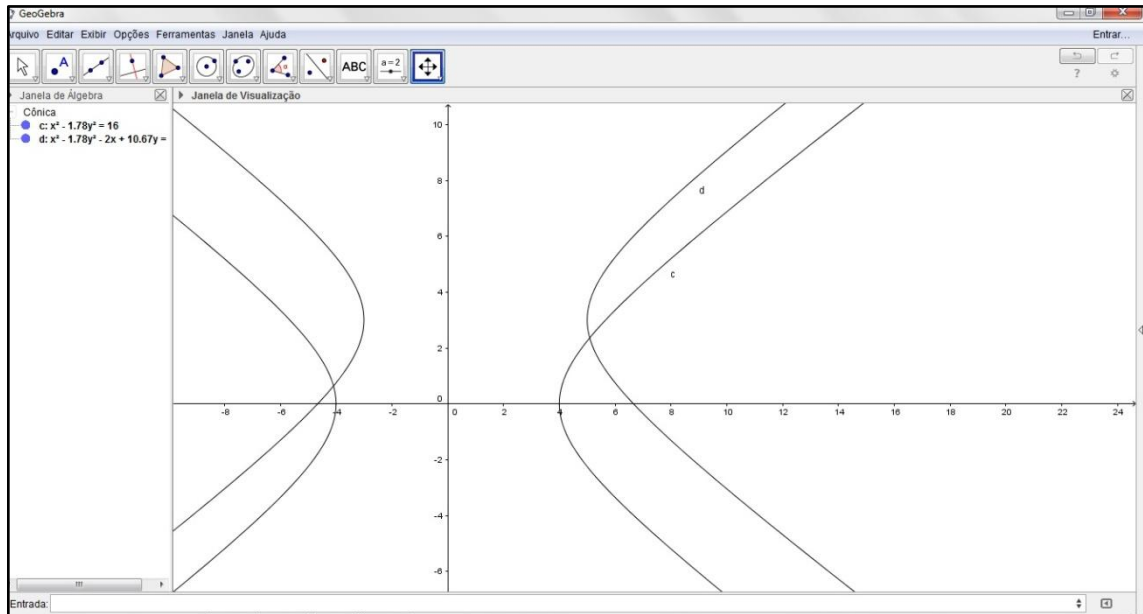 GeoGebra
rquivo Editar Exibir Opções Ferramentas Janela Ajuda Entrar...
A ABC a=2
Janela de Álgebra
Janela de Visualização
Cônica
c: x² - 1.78y² = 16
d: x² - 1.78y² - 2x + 10.67y =
10
8
6
4
2
0
-2
-4
-6
-8 -6 -4 -2 0 2 4 6 8 10 12 14 16 18 20 22 24
d
c
Entrada: